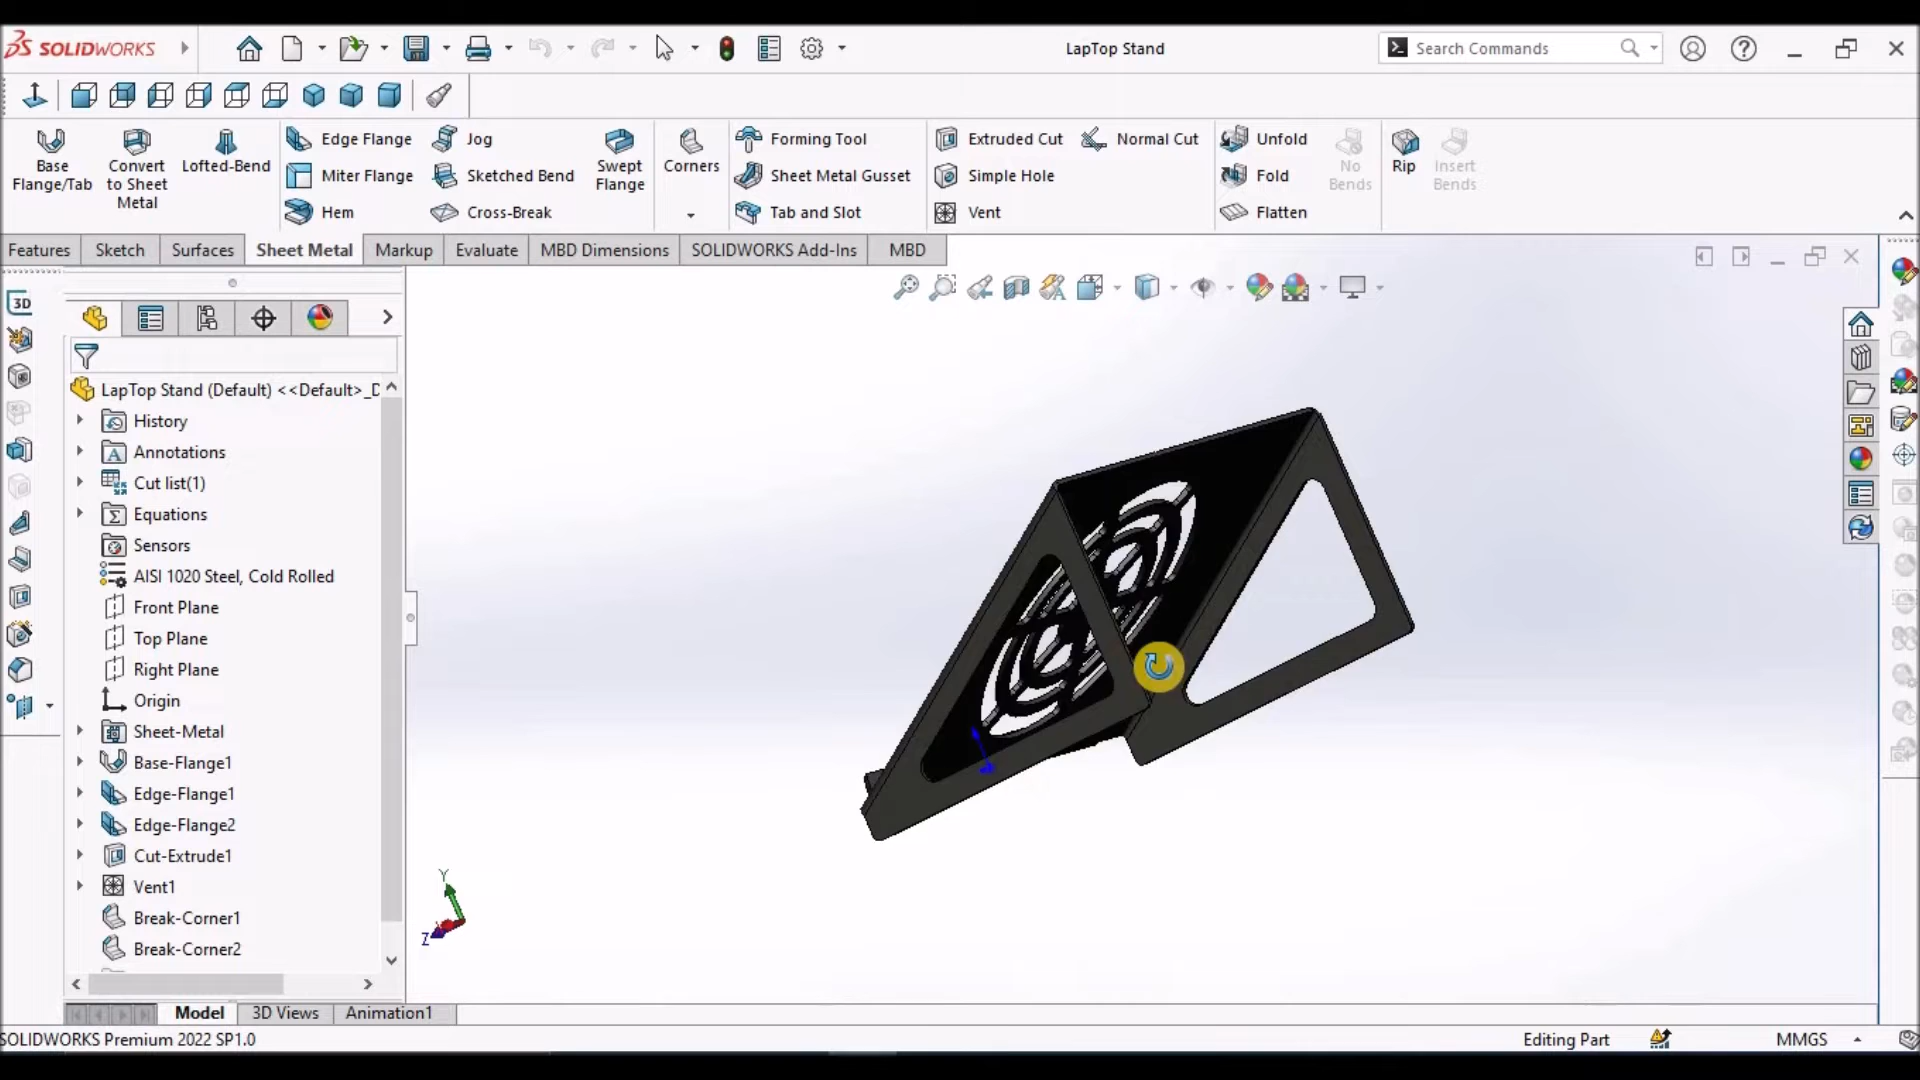 SOLIDWORKS
LapTop Stand
Search Commands
Base Flange/Tab
Convert to Sheet Metal
Lofted-Bend
Edge Flange
Miter Flange
Hem
Jog
Sketched Bend
Cross-Break
Swept Flange
Corners
Forming Tool
Sheet Metal Gusset
Tab and Slot
Extruded Cut
Simple Hole
Vent
Normal Cut
Unfold
Fold
Flatten
No Bends
Rip
Insert Bends
Features
Sketch
Surfaces
Sheet Metal
Markup
Evaluate
MBD Dimensions
SOLIDWORKS Add-Ins
MBD
3D
LapTop Stand (Default) <<Default>_D
History
Annotations
Cut list(1)
Equations
Sensors
AISI 1020 Steel, Cold Rolled
Front Plane
Top Plane
Right Plane
Origin
Sheet-Metal
Base-Flange1
Edge-Flange1
Edge-Flange2
Cut-Extrude1
Vent1
Break-Corner1
Break-Corner2
Y
Z
Model
3D Views
Animation1
SOLIDWORKS Premium 2022 SP1.0
Editing Part
MMGS